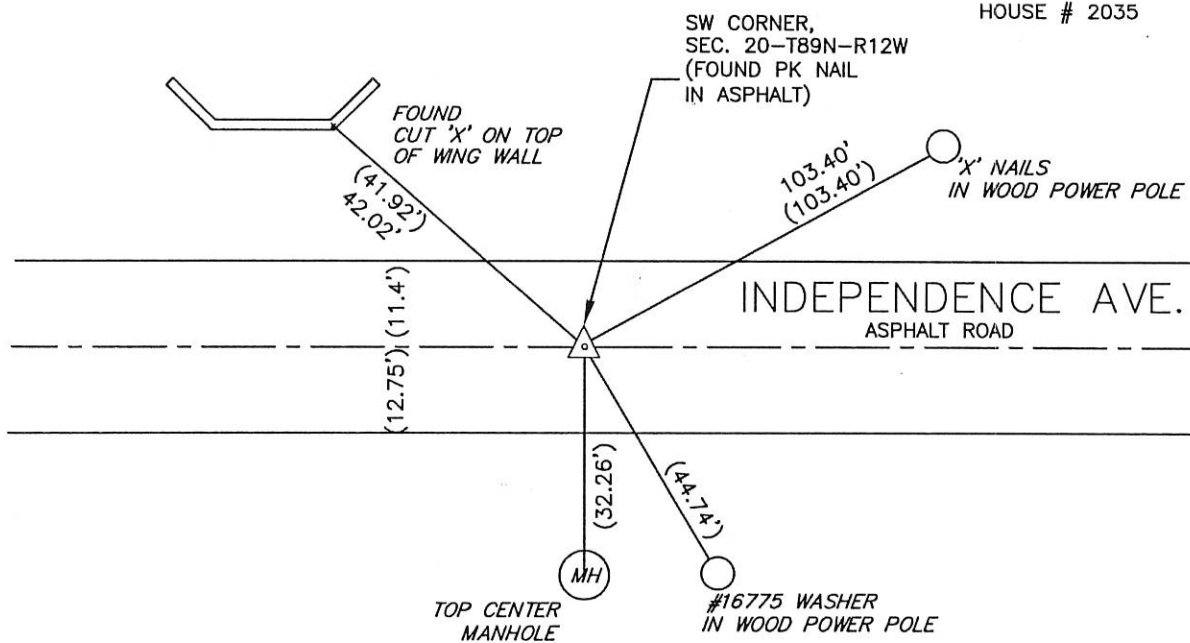 HOUSE # 2035
SW CORNER,
SEC. 20-T89N-R12W
(FOUND PK NAIL
IN ASPHALT)
FOUND
CUT 'X' ON TOP
OF WING WALL
(41.92')
42.02'
103.40'
(103.40')
'X' NAILS
IN WOOD POWER POLE
INDEPENDENCE AVE.
ASPHALT ROAD
(11.4')
(12.75')
(32.26')
(44.74')
MH
TOP CENTER
MANHOLE
#16775 WASHER
IN WOOD POWER POLE